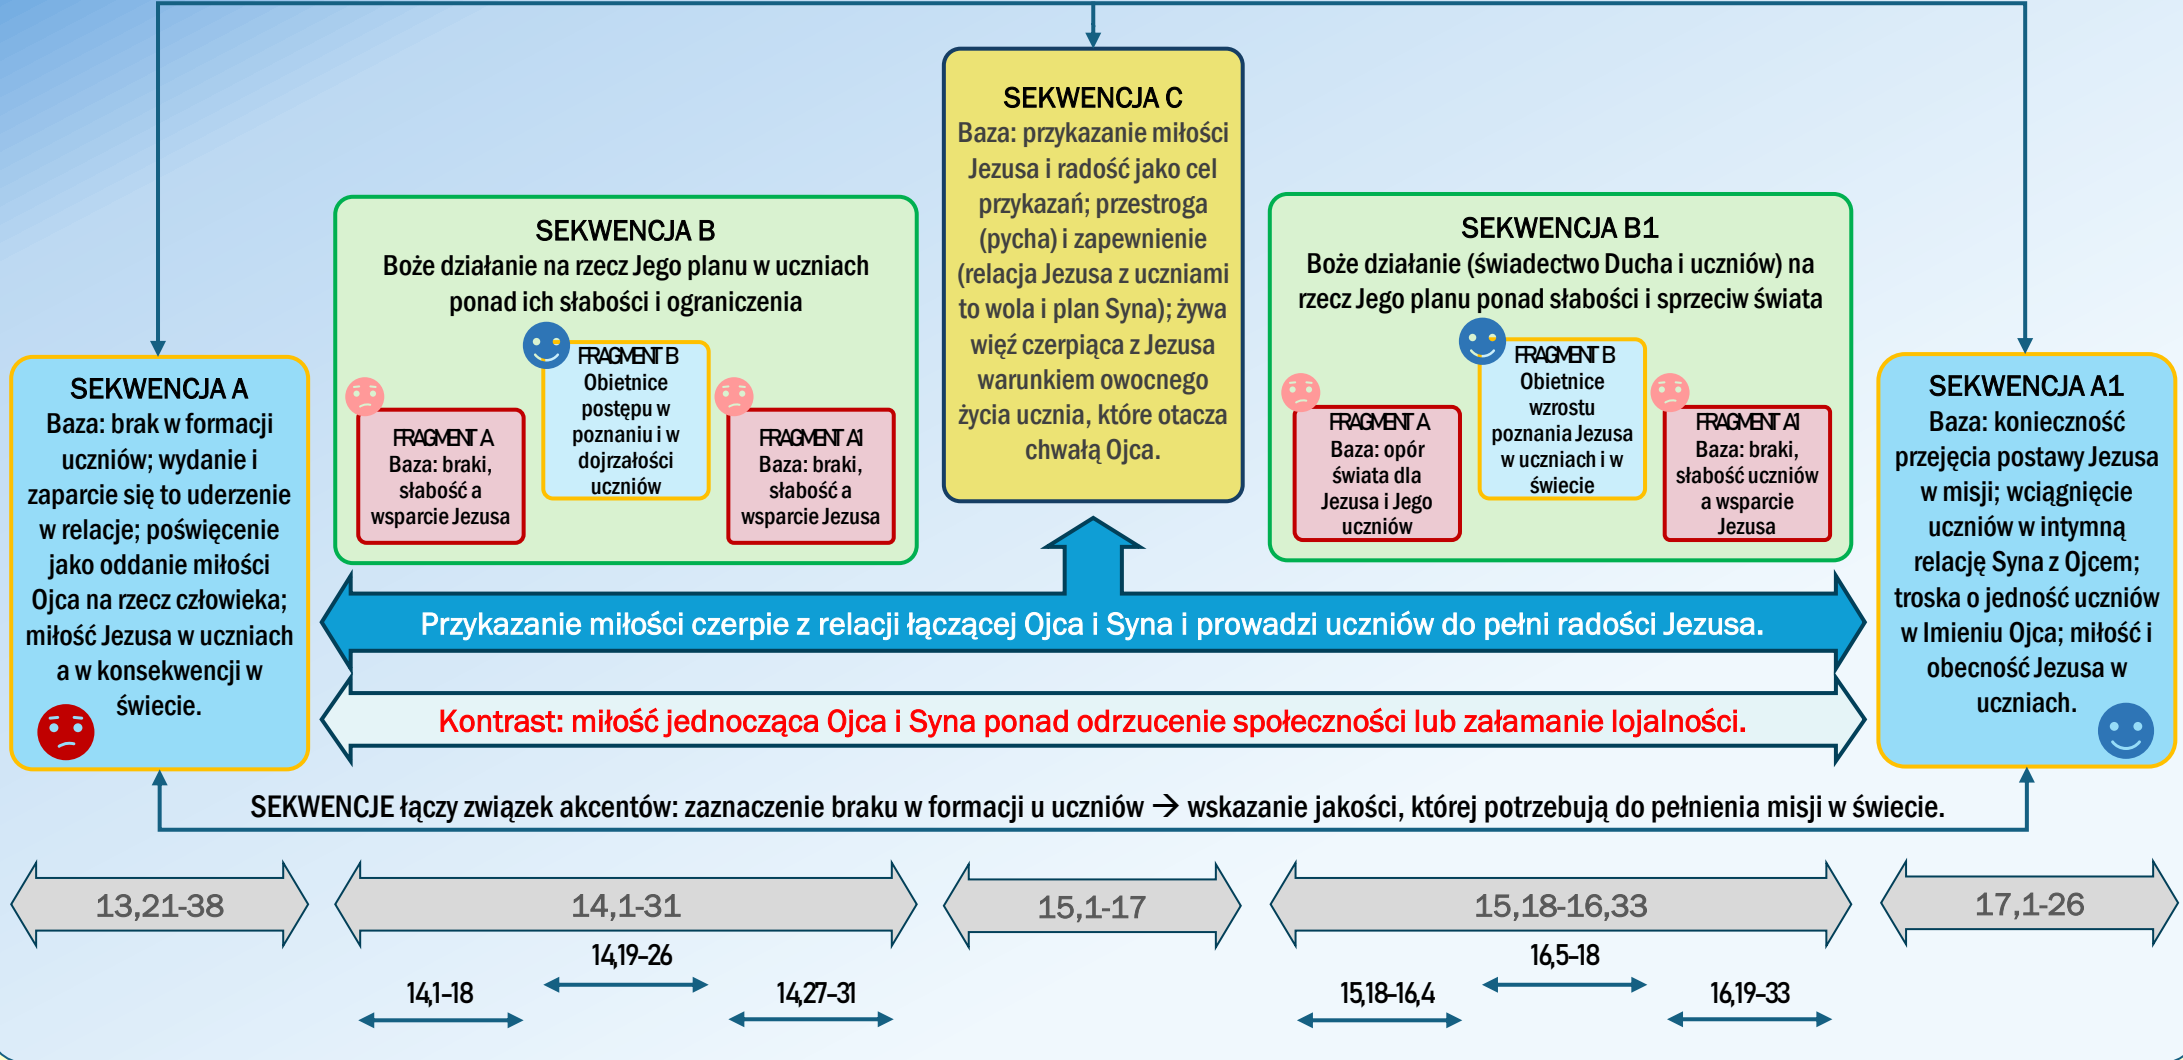 SEKWENCJA C
Baza: przykazanie miłości
Jezusa i radość jako cel
przykazań; przestroga
(pycha) i zapewnienie
(relacja Jezusa z uczniami
to wola i plan Syna); żywa
więź czerpiąca z Jezusa
warunkiem owocnego
życia ucznia, które otacza
chwałą Ojca.
SEKWENCJA A
Baza: brak w formacji
uczniów; wydanie i
zaparcie się to uderzenie
w relacje; poświęcenie
jako oddanie miłości
Ojca na rzecz człowieka;
miłość Jezusa w uczniach
a w konsekwencji w
świecie.
SEKWENCJA B
Boże działanie na rzecz Jego planu w uczniach
ponad ich słabości i ograniczenia
FRAGMENT A
Baza: braki,
słabość a
wsparcie Jezusa
FRAGMENT B
Obietnice
postępu w
poznaniu i w
dojrzałości
uczniów
FRAGMENT A1
Baza: braki,
słabość a
wsparcie Jezusa
SEKWENCJA B1
Boże działanie (świadectwo Ducha i uczniów) na
rzecz Jego planu ponad słabości i sprzeciw świata
FRAGMENT A
Baza: opór
świata dla
Jezusa i Jego
uczniów
FRAGMENT B
Obietnice
wzrostu
poznania Jezusa
w uczniach i w
świecie
FRAGMENT A1
Baza: braki,
słabość uczniów
a wsparcie
Jezusa
SEKWENCJA A1
Baza: konieczność
przejęcia postawy Jezusa
w misji; wciągnięcie
uczniów w intymną
relację Syna z Ojcem;
troska o jedność uczniów
w Imieniu Ojca; miłość i
obecność Jezusa w
uczniach.
Przykazanie miłości czerpie z relacji łączącej Ojca i Syna i prowadzi uczniów do pełni radości Jezusa.
Kontrast: miłość jednocząca Ojca i Syna ponad odrzucenie społeczności lub załamanie lojalności.
SEKWENCJE łączy związek akcentów: zaznaczenie braku w formacji u uczniów → wskazanie jakości, której potrzebują do pełnienia misji w świecie.
13,21-38
14,1-31
15,1-17
15,18-16,33
17,1-26
14,1–18
14,19–26
14,27–31
15,18–16,4
16,5–18
16,19–33